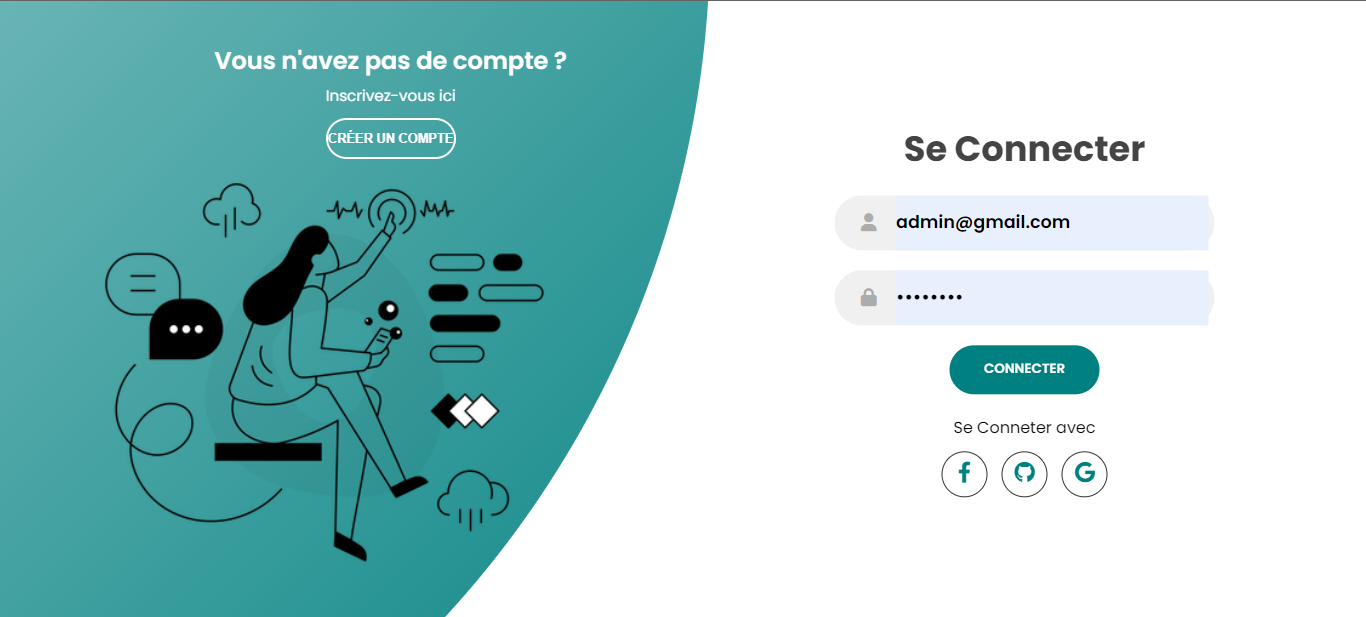 Vous n'avez pas de compte ?
Inscrivez-vous ici
CRÉER UN COMPTE
Se Connecter
admin@gmail.com
••••••••
CONNECTER
Se Conneter avec